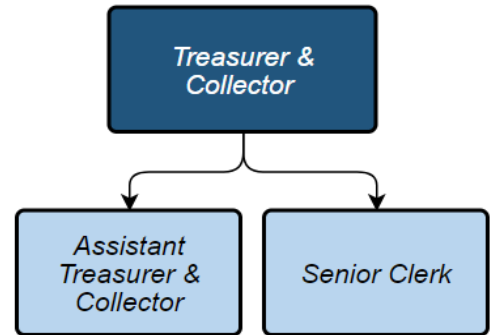 Treasurer &
Collector
Assistant
Treasurer &
Collector
Senior Clerk